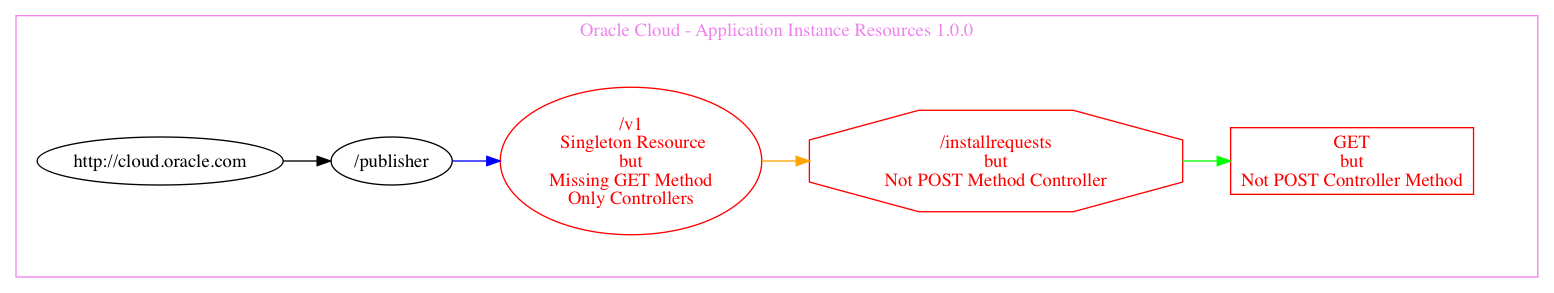 Oracle Cloud - Application Instance Resources 1.0.0
http://cloud.oracle.com
/publisher
/v1
Singleton Resource
but
Missing GET Method
Only Controllers
/installrequests
but
Not POST Method Controller
GET
but
Not POST Controller Method